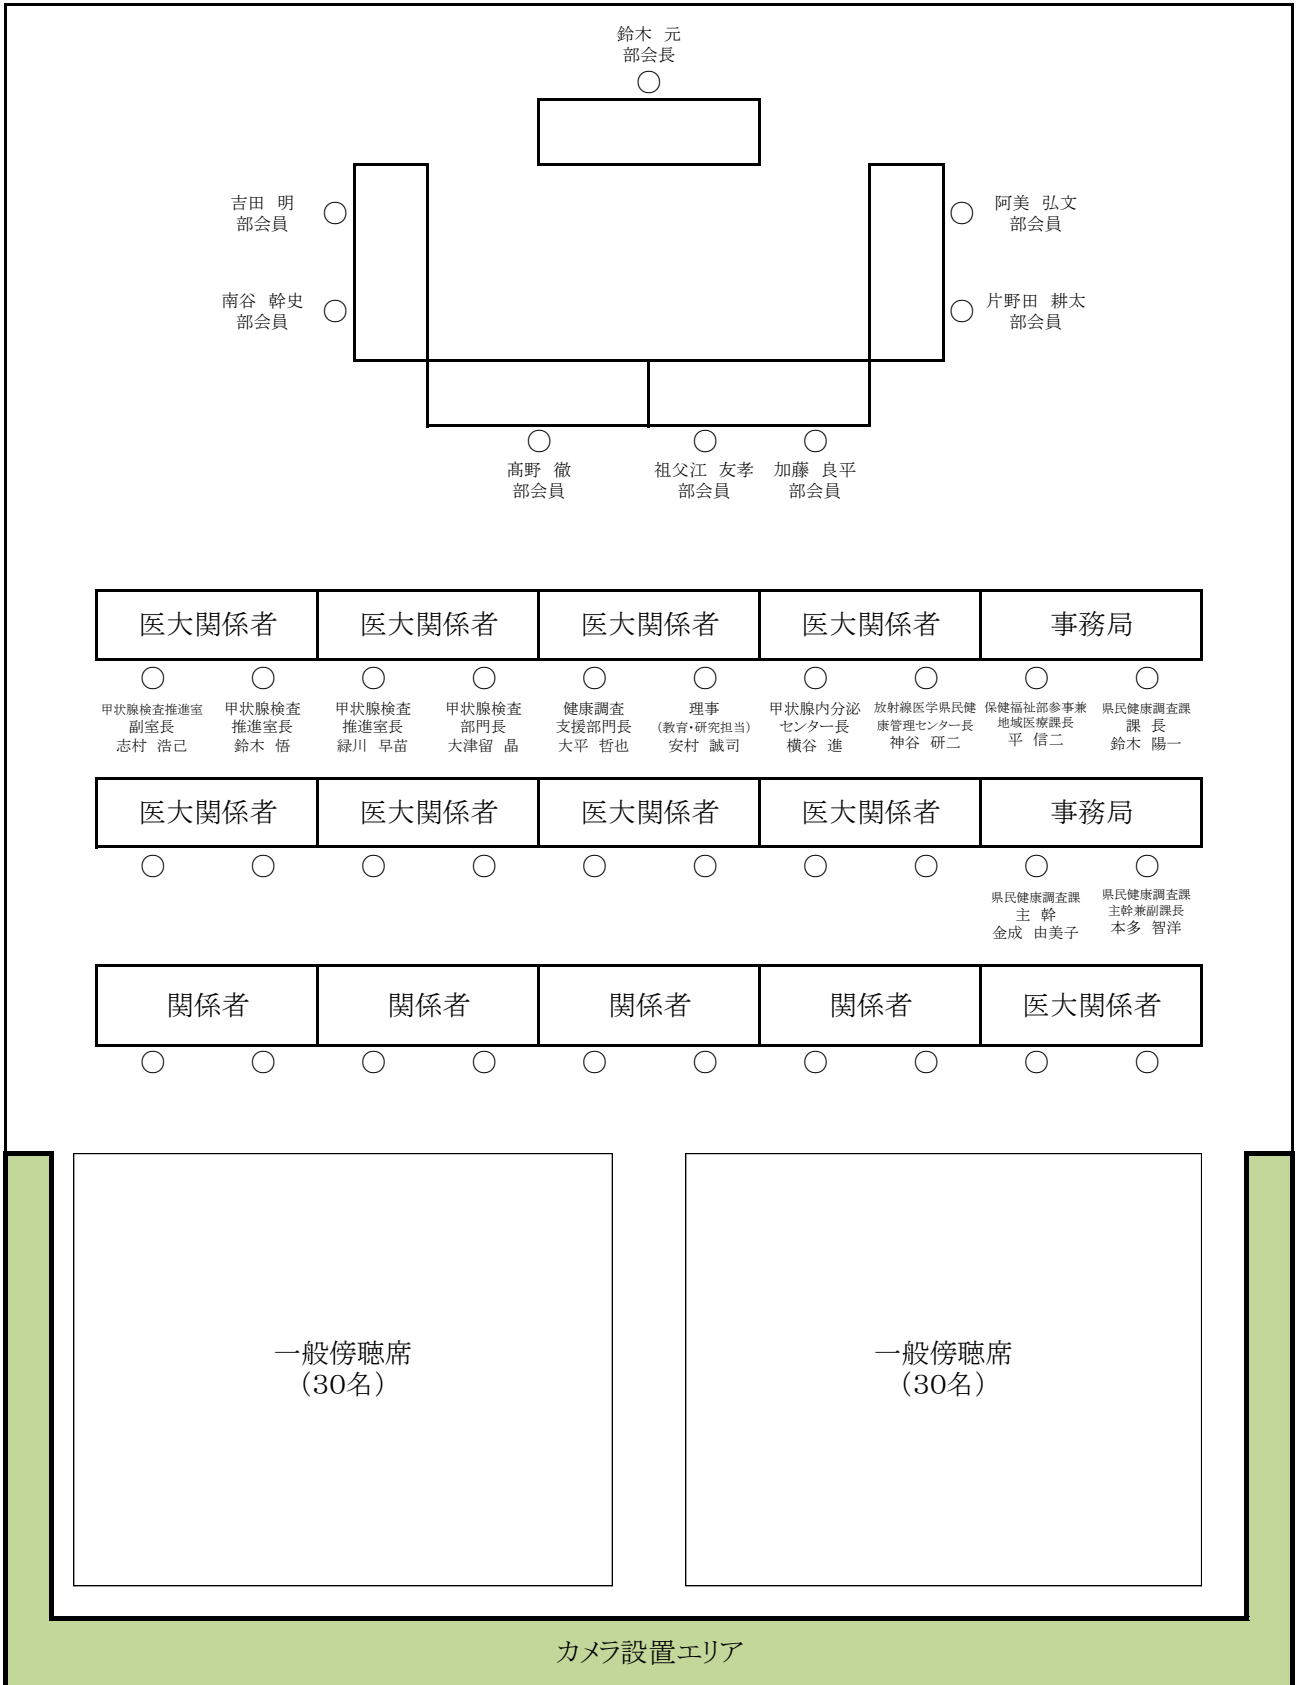 鈴木 元
部会長
吉田 明
部会員
阿美 弘文
部会員
南谷 幹史
部会員
片野田 耕太
部会員
髙野 徹
部会員
祖父江 友孝
部会員
加藤 良平
部会員
医大関係者
医大関係者
医大関係者
医大関係者
事務局
甲状腺検査推進室
副室長
志村 浩己
甲状腺検査
推進室長
鈴木 悟
甲状腺検査
推進室長
緑川 早苗
甲状腺検査
部門長
大津留 晶
健康調査
支援部門長
大平 哲也
理事
(教育・研究担当)
安村 誠司
甲状腺内分泌
センター長
横谷 進
放射線医学県民健
康管理センター長
神谷 研二
保健福祉部参事兼
地域医療課長
平 信二
県民健康調査課
課 長
鈴木 陽一
医大関係者
医大関係者
医大関係者
医大関係者
事務局
県民健康調査課
主 幹
金成 由美子
県民健康調査課
主幹兼副課長
本多 智洋
関係者
関係者
関係者
関係者
医大関係者
一般傍聴席
(30名)
一般傍聴席
(30名)
カメラ設置エリア